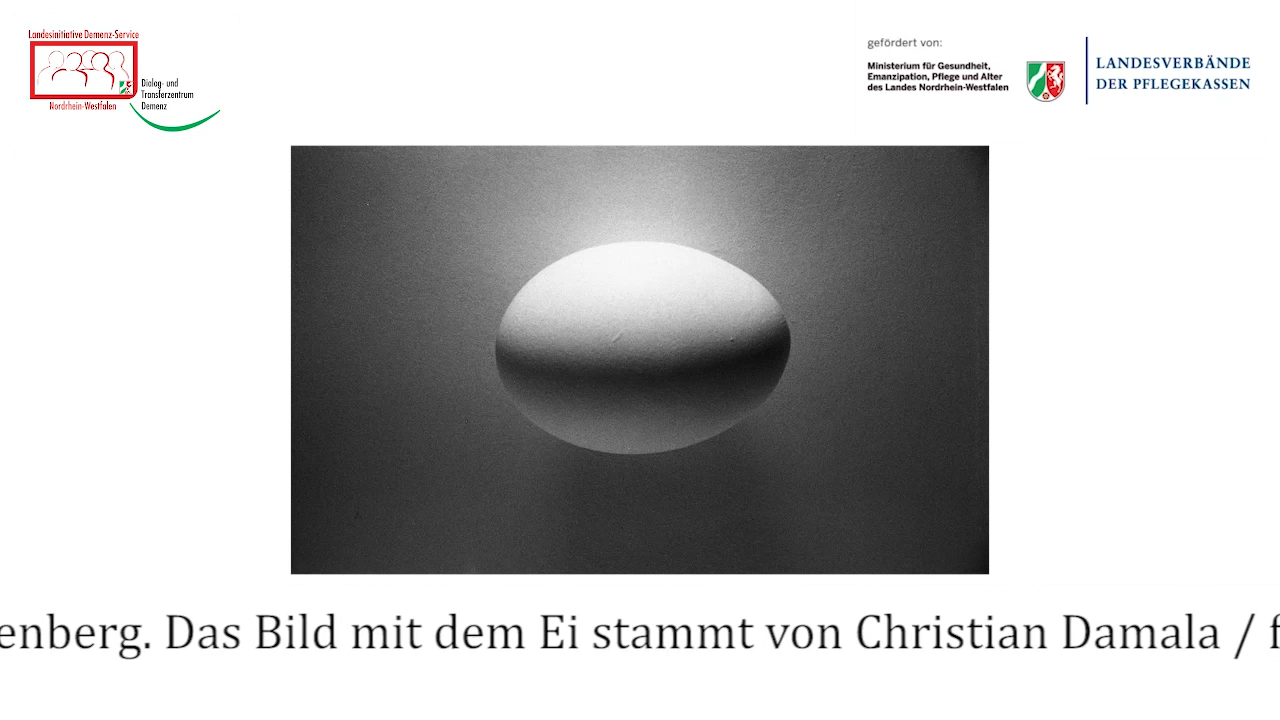 Landesinitiative Demenz-Service
Dialog- und
Transferzentrum
Demenz
Nordrhein-Westfalen
gefördert von:
Ministerium für Gesundheit,
Emanzipation, Pflege und Alter
des Landes Nordrhein-Westfalen
LANDESVERBÄNDE
DER PFLEGEKASSEN
enberg. Das Bild mit dem Ei stammt von Christian Damala / f